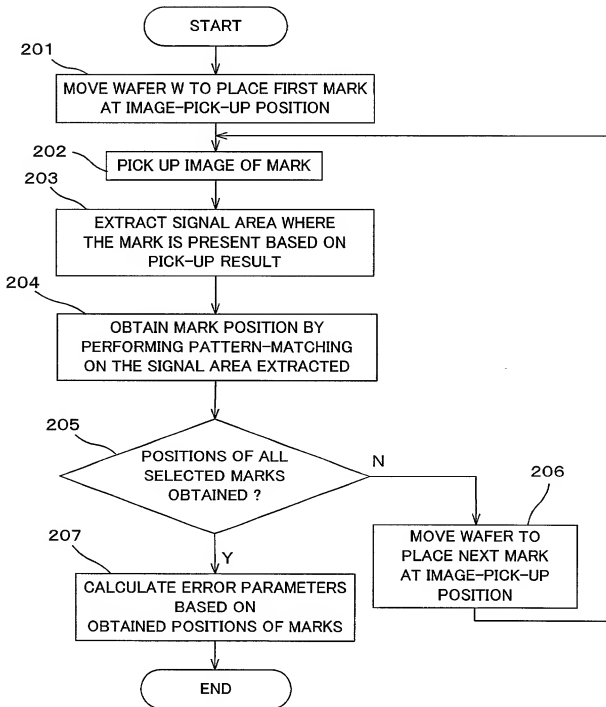 START
201
MOVE WAFER W TO PLACE FIRST MARK
AT IMAGE-PICK-UP POSITION
202
PICK UP IMAGE OF MARK
203
EXTRACT SIGNAL AREA WHERE
THE MARK IS PRESENT BASED ON
PICK-UP RESULT
204
OBTAIN MARK POSITION BY
PERFORMING PATTERN-MATCHING
ON THE SIGNAL AREA EXTRACTED
205
POSITIONS OF ALL
SELECTED MARKS
OBTAINED ?
N
206
MOVE WAFER TO
PLACE NEXT MARK
AT IMAGE-PICK-UP
POSITION
Y
207
CALCULATE ERROR PARAMETERS
BASED ON
OBTAINED POSITIONS OF MARKS
END